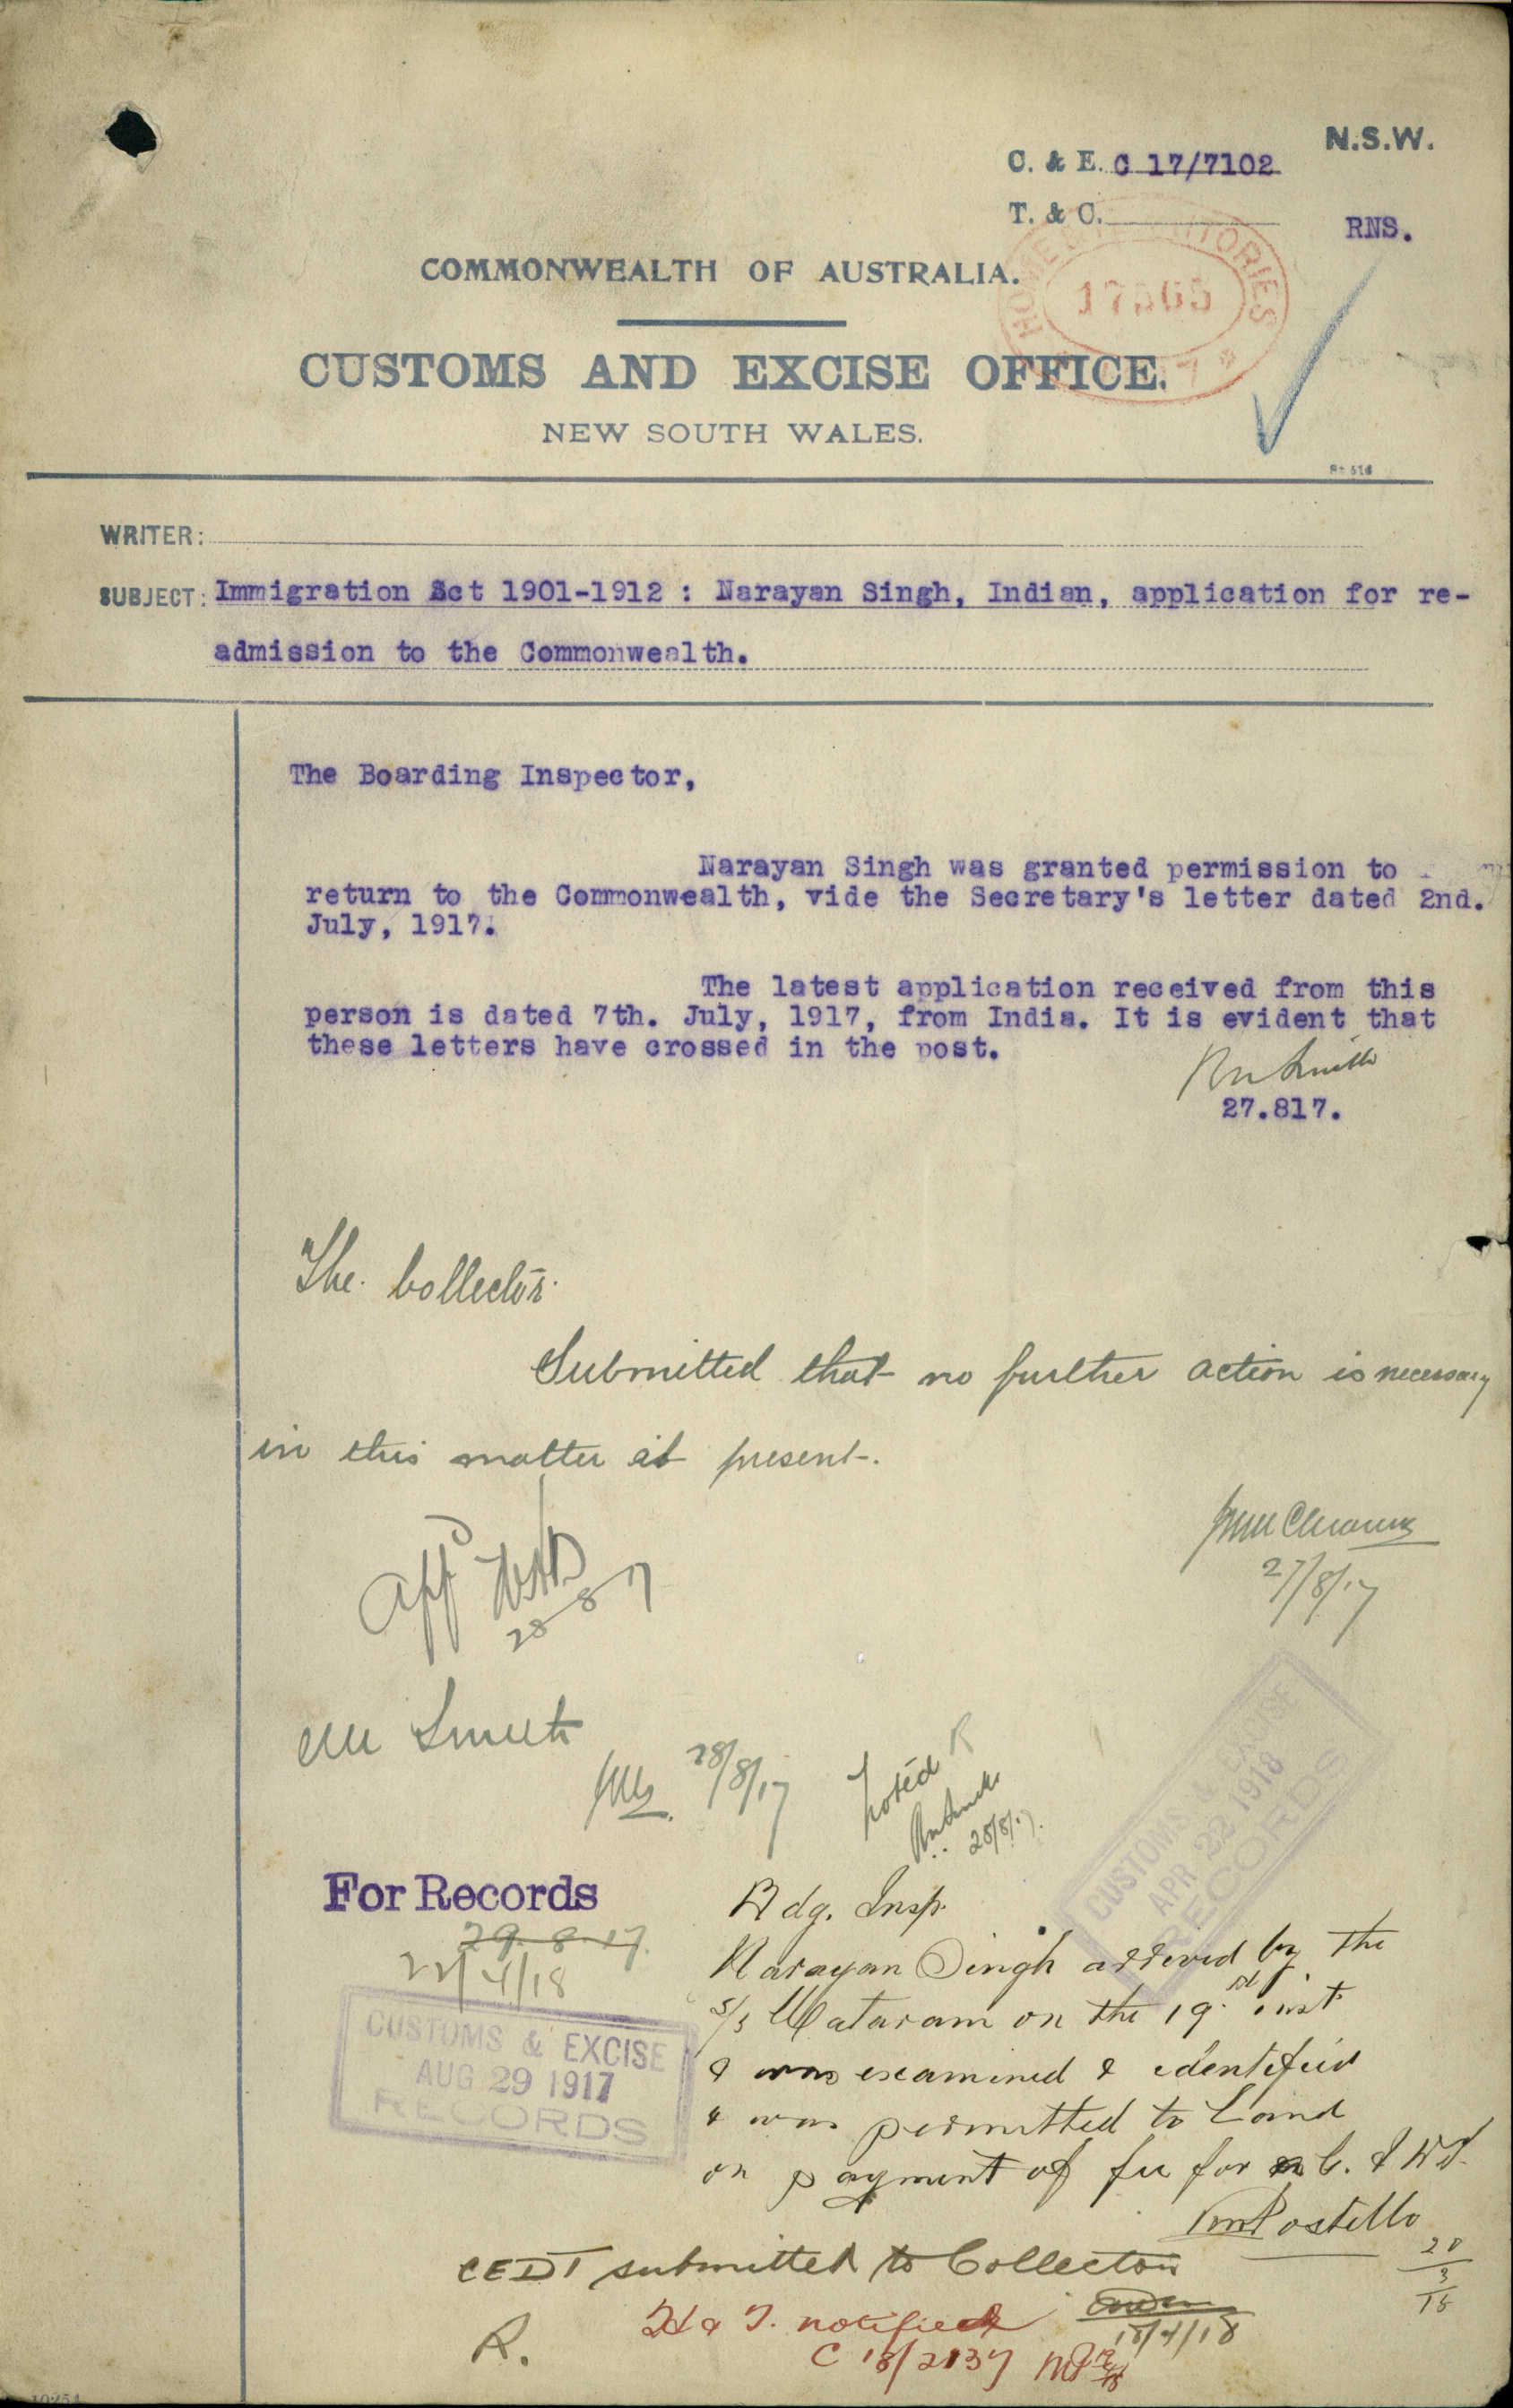 N.S.W.
C. & E. C 17/7102
T. & C.
RNS.
COMMONWEALTH OF AUSTRALIA.
CUSTOMS AND EXCISE OFFICE.
NEW SOUTH WALES.
WRITER:
SUBJECT: Immigration Act 1901-1912 : Narayan Singh, Indian, application for re-
admission to the Commonwealth.
The Boarding Inspector,
Narayan Singh was granted permission to
return to the Commonwealth, vide the Secretary's letter dated 2nd.
July, 1917.
The latest application received from this
person is dated 7th. July, 1917, from India. It is evident that
these letters have crossed in the post.
27.817.
The Collector.
Submitted that no further action is necessary
in this matter at present.
27/8/17
Appd
28-8-17
Mr Smith
28/8/17
Noted R
28/8/17.
CUSTOMS & EXCISE
APR 22 1918
RECORDS
For Records
29.8.17.
22/4/18
CUSTOMS & EXCISE
AUG 29 1917
RECORDS
Bdg. Insp.
Narayan Singh arrived by the
s/s Mataram on the 19th inst
& was examined & identified
& was permitted to Land
on payment of fee for C. E D T.
Postello
20/3/18
CEDT submitted to Collector
18/4/18
H & T. notified
C 18/2137
R.